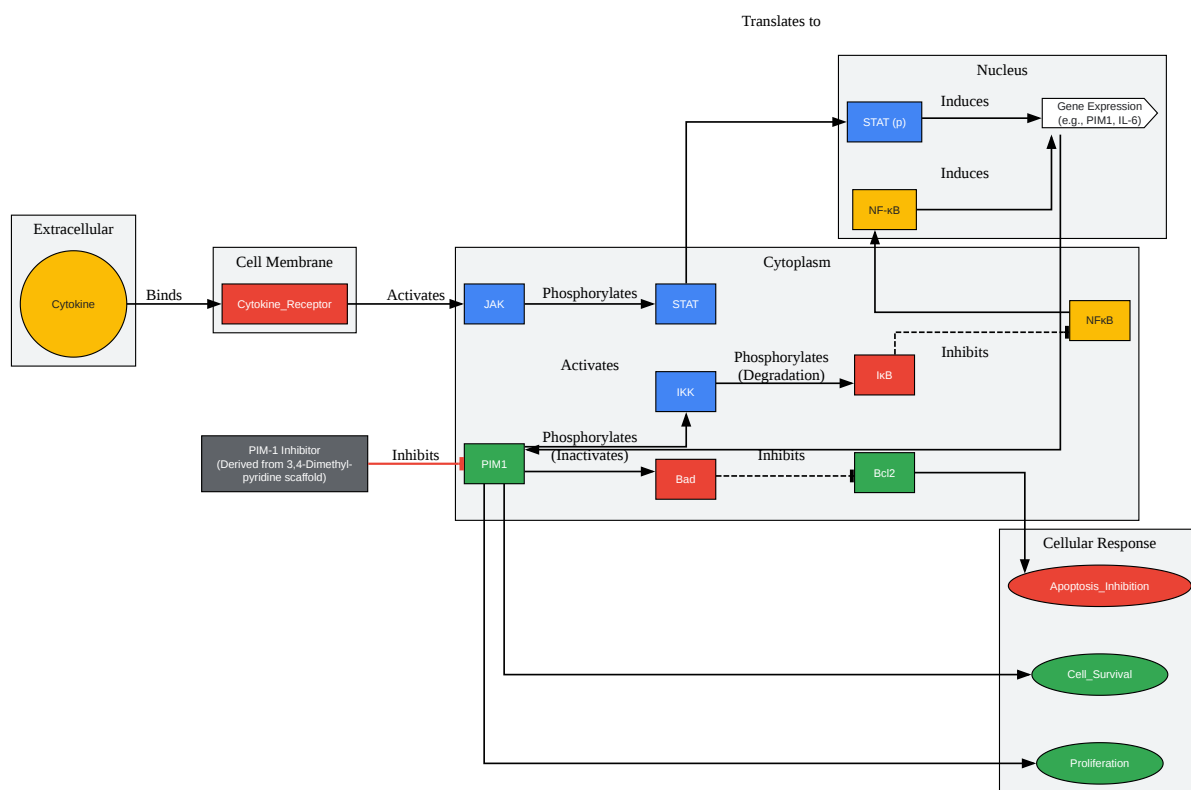 Translates to
Nucleus
STAT (p)
Induces
Gene Expression
(e.g., PIM1, IL-6)
Induces
NF-κB
Extracellular
Cytokine
Binds
Cell Membrane
Cytokine_Receptor
Activates
Cytoplasm
JAK
Phosphorylates
STAT
NFκB
Activates
IKK
Phosphorylates
(Degradation)
IκB
Inhibits
PIM-1 Inhibitor
(Derived from 3,4-Dimethyl-
pyridine scaffold)
Inhibits
PIM1
Phosphorylates
(Inactivates)
Bad
Inhibits
Bcl2
Cellular Response
Apoptosis_Inhibition
Cell_Survival
Proliferation